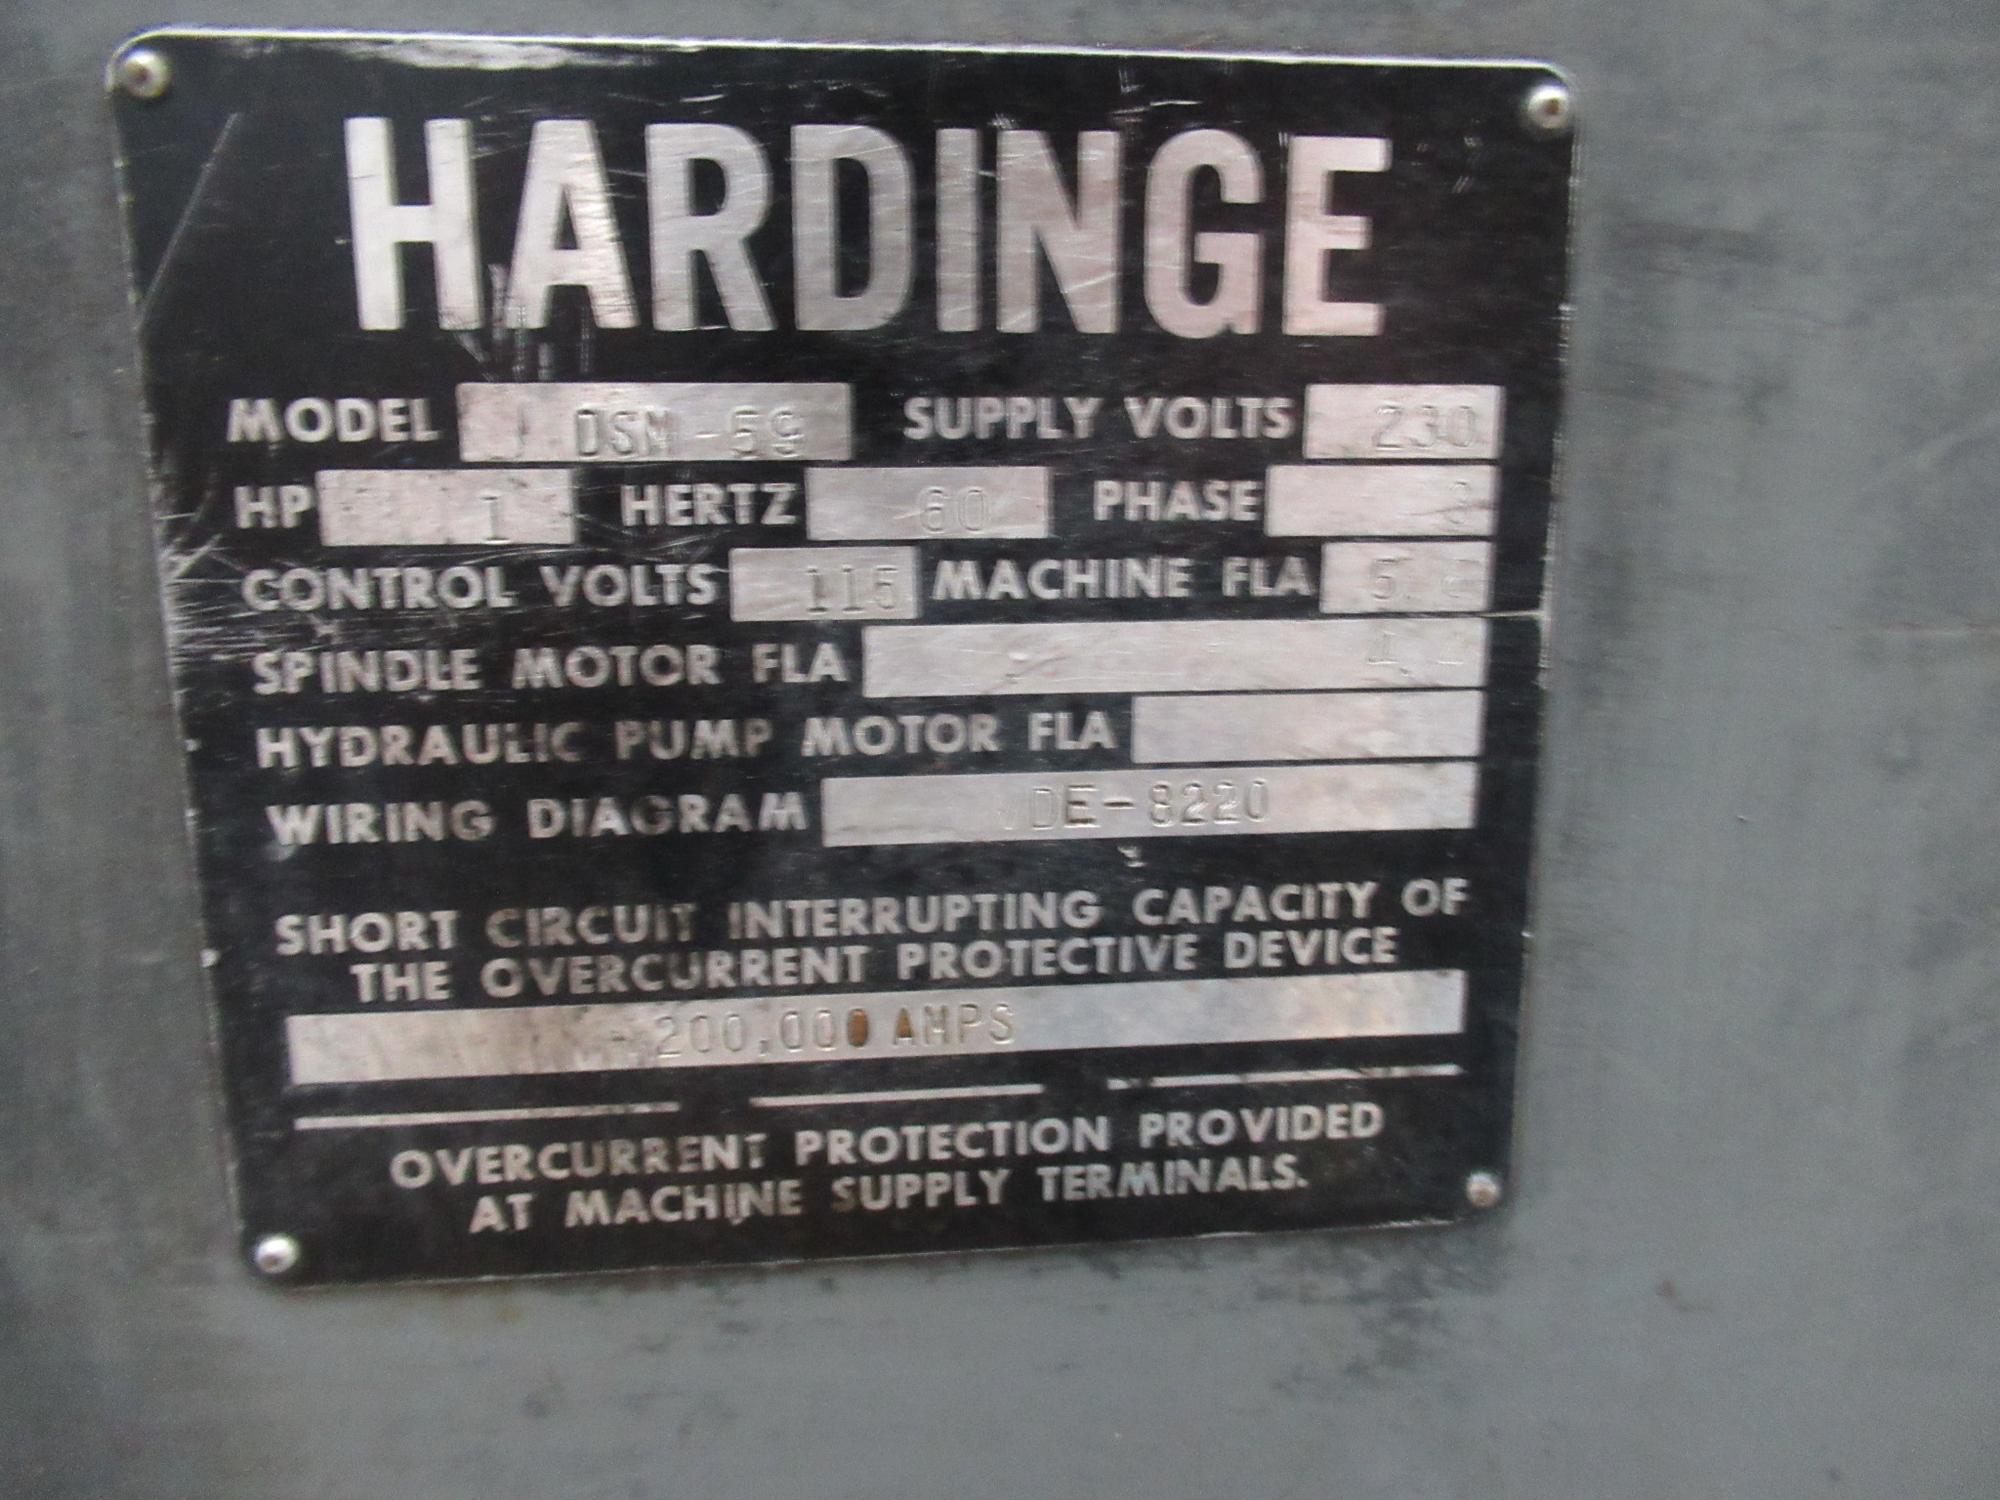 HARDINGE
MODEL DSM-59 SUPPLY VOLTS 230
HP 1 HERTZ 60 PHASE 3
CONTROL VOLTS 115 MACHINE FLA
SPINDLE MOTOR FLA
HYDRAULIC PUMP MOTOR FLA
WIRING DIAGRAM DE-8220
SHORT CIRCUIT INTERRUPTING CAPACITY OF
THE OVERCURRENT PROTECTIVE DEVICE
200,000 AMPS
OVERCURRENT PROTECTION PROVIDED
AT MACHINE SUPPLY TERMINALS.